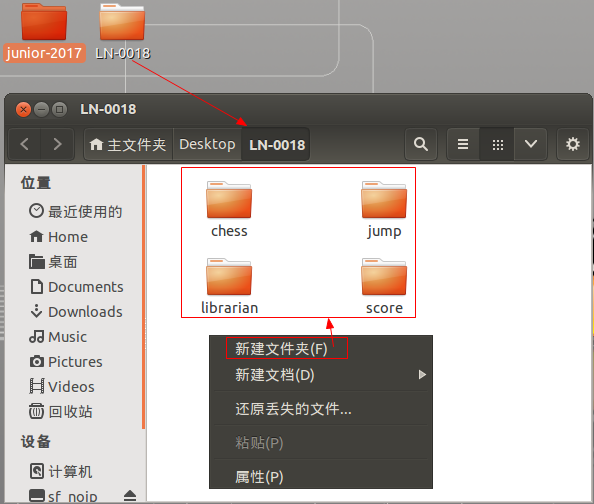 junior-2017
LN-0018
LN-0018
主文件夹
Desktop
LN-0018
位置
最近使用的
Home
桌面
Documents
Downloads
Music
Pictures
Videos
回收站
设备
计算机
sf_noip
chess
jump
librarian
score
新建文件夹(F)
新建文档(D)
还原丢失的文件...
粘贴(P)
属性(P)